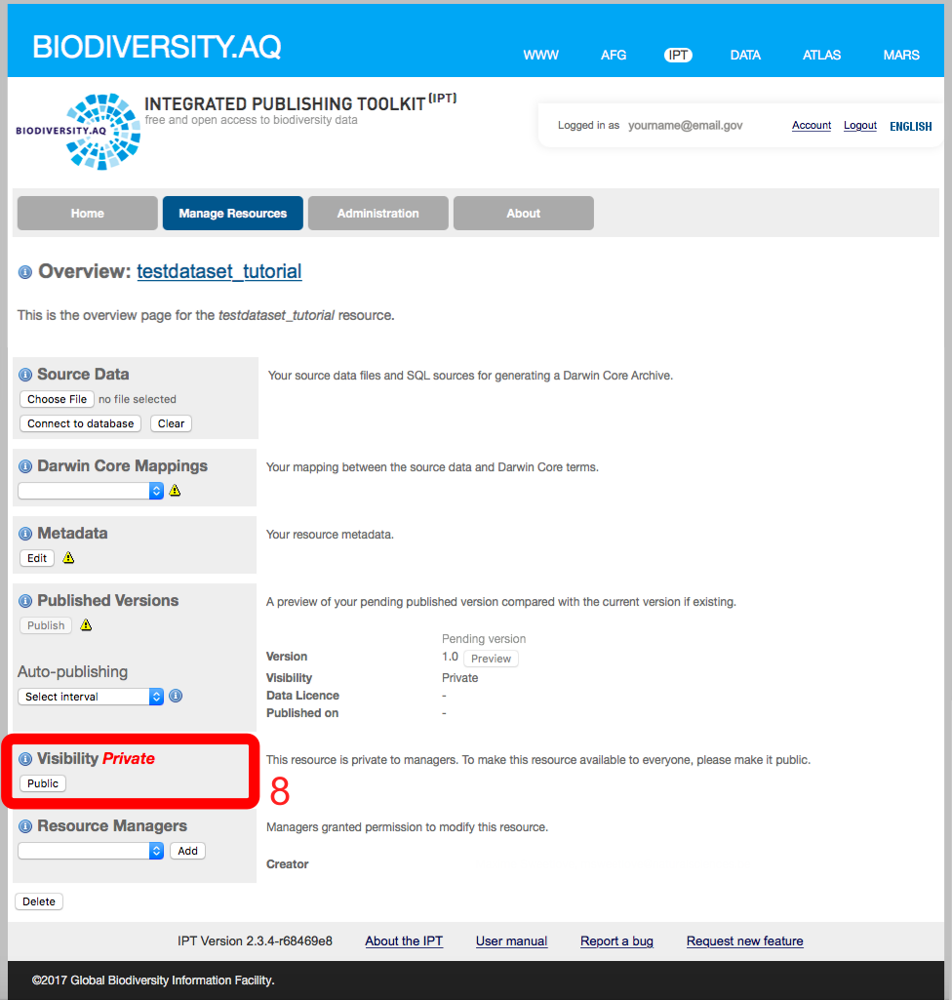 BIODIVERSITY.AQ
WWW AFG IPT DATA ATLAS MARS
BIODIVERSITY.AQ
INTEGRATED PUBLISHING TOOLKIT (IPT)
free and open access to biodiversity data
Logged in as yourname@email.gov Account Logout ENGLISH
Home Manage Resources Administration About
Overview: testdataset_tutorial
This is the overview page for the testdataset_tutorial resource.
Source Data
Your source data files and SQL sources for generating a Darwin Core Archive.
Choose File no file selected
Connect to database Clear
Darwin Core Mappings
Your mapping between the source data and Darwin Core terms.
Metadata
Your resource metadata.
Edit
Published Versions
A preview of your pending published version compared with the current version if existing.
Publish
Pending version
Version 1.0 Preview
Auto-publishing
Visibility Private
Select interval
Data Licence -
Published on -
Visibility Private
This resource is private to managers. To make this resource available to everyone, please make it public.
Public
8
Resource Managers
Managers granted permission to modify this resource.
Add
Creator
Delete
IPT Version 2.3.4-r68469e8 About the IPT User manual Report a bug Request new feature
©2017 Global Biodiversity Information Facility.